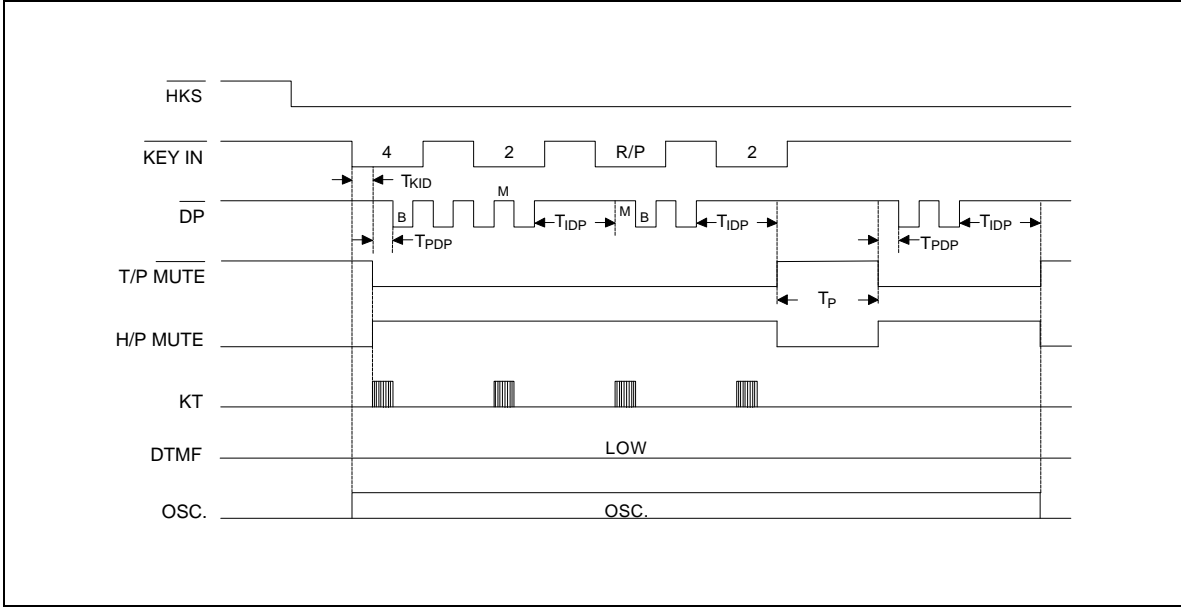 HKS
KEY IN 4 2 R/P 2
TKID
M
DP B TIDP M B TIDP TIDP
TPDP TPDP
T/P MUTE
TP
H/P MUTE
KT
DTMF LOW
OSC. OSC.